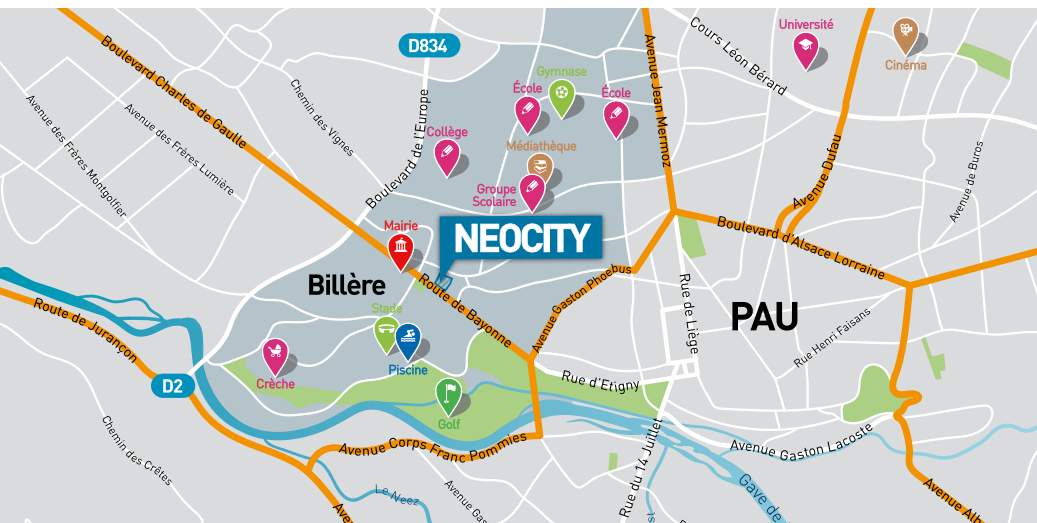 Boulevard Charles de Gaulle
D834
Cours Léon Bérard
Université
Cinéma
Avenue Jean Mermoz
Gymnase
École
École
Chemin des Vignes
Avenue des Frères Montgolfier
Avenue des Frères Lumière
Boulevard de l'Europe
Collège
Médiathèque
Groupe
Scolaire
Avenue Dufau
Avenue de Buros
Mairie
NEOCITY
Boulevard d'Alsace Lorraine
Billère
Route de Bayonne
Avenue Gaston Phoebus
Rue de Liège
PAU
Rue Henri Faisans
Route de Jurançon
Stade
Piscine
Crèche
D2
Rue d'Etigny
Golf
Avenue Corps Franc Pommies
Rue du 14 Juillet
Avenue Gaston Lacoste
Chemin des Crêtes
Le Neez
Avenue Gas
Ave
Gave de
Avenue Alb